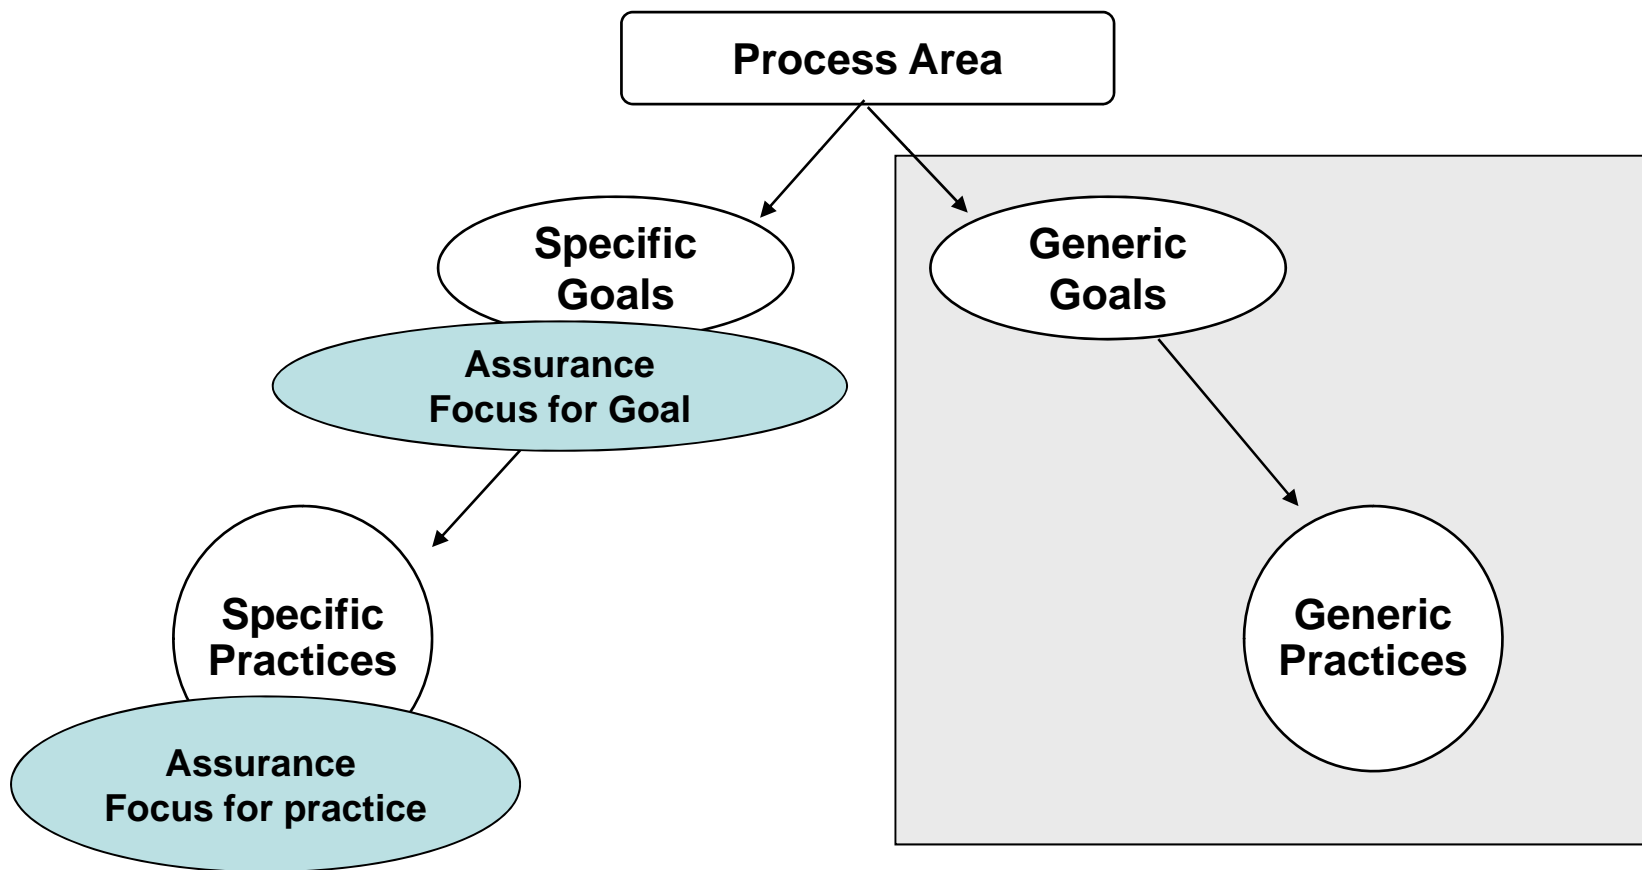 Process Area
Specific
Goals
Generic
Goals
Assurance
Focus for Goal
Specific
Practices
Generic
Practices
Assurance
Focus for practice